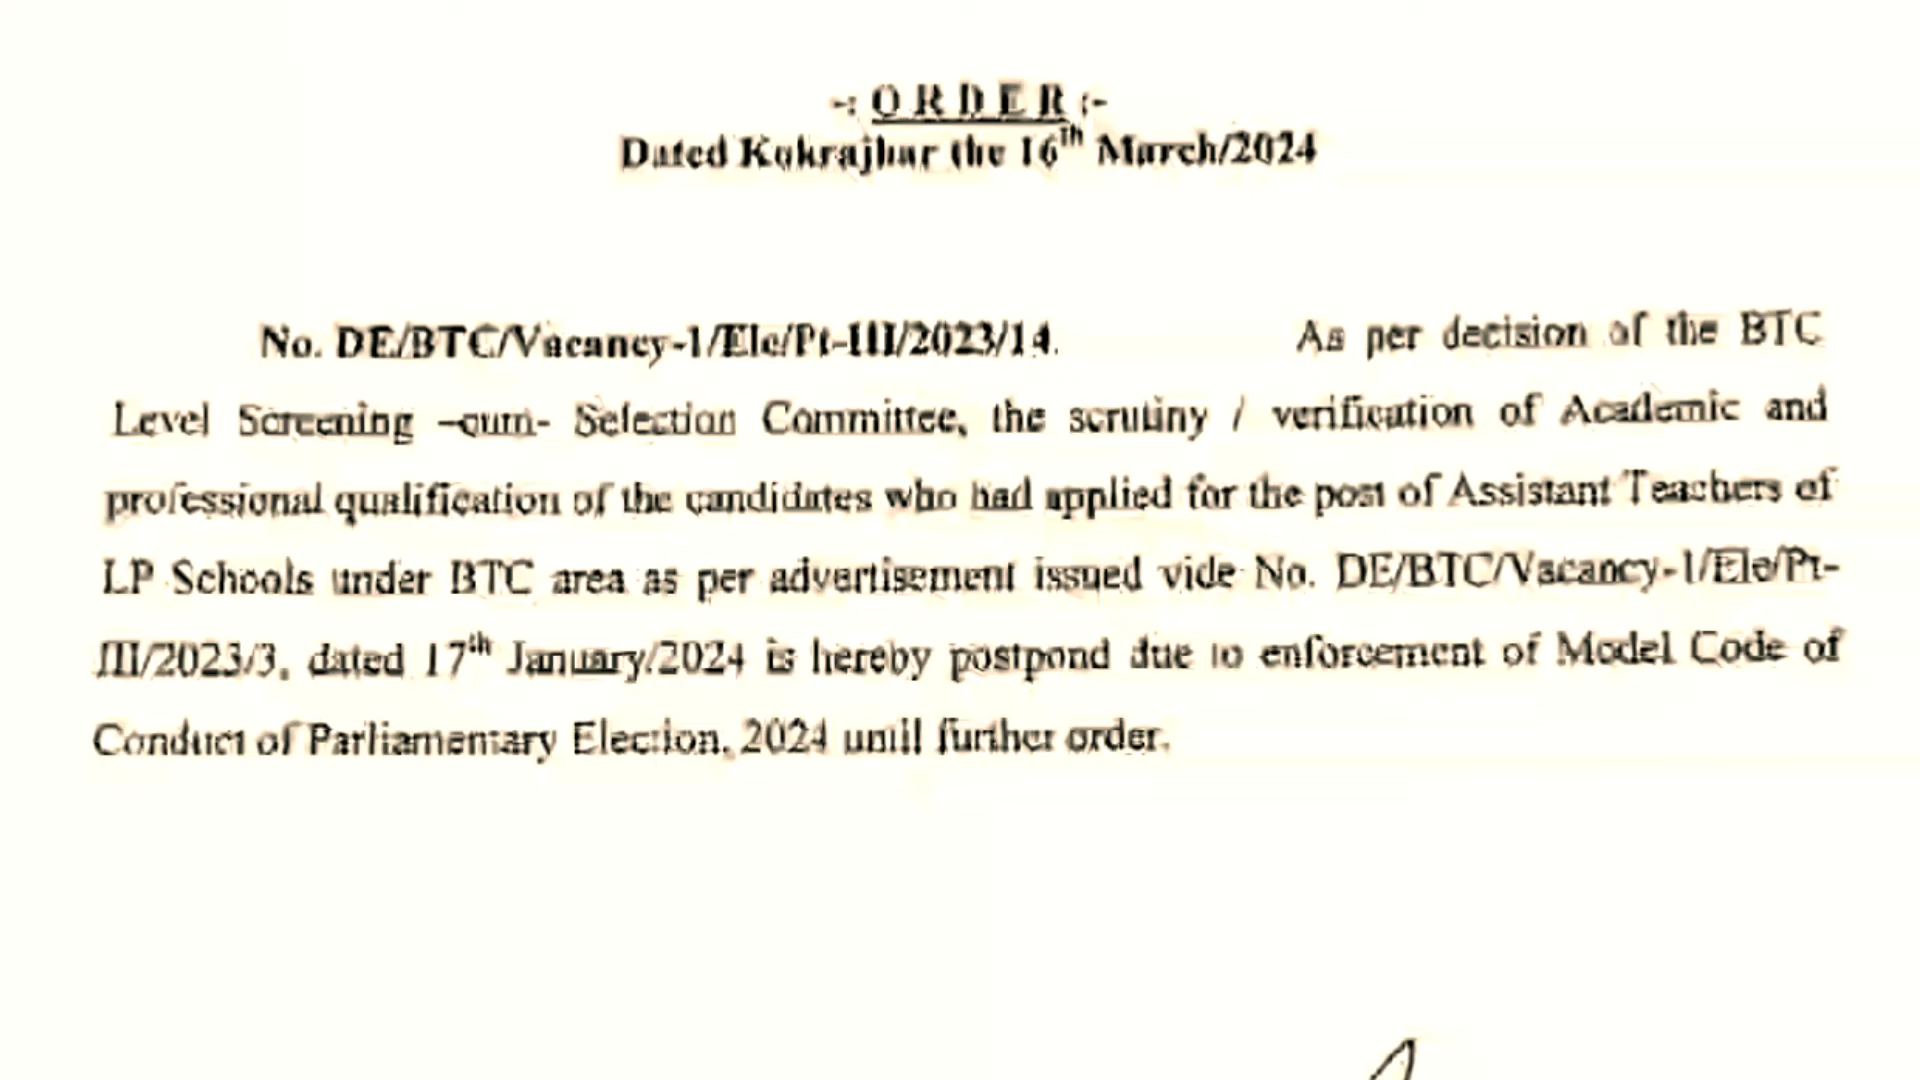 -: O R D E R :-
Dated Kokrajhar the 16th March/2024
No. DE/BTC/Vacancy-1/Ele/Pt-III/2023/14. As per decision of the BTC
Level Screening –cum- Selection Committee, the scrutiny / verification of Academic and
professional qualification of the candidates who had applied for the post of Assistant Teachers of
LP Schools under BTC area as per advertisement issued vide No. DE/BTC/Vacancy-1/Ele/Pt-
III/2023/3, dated 17th January/2024 is hereby postpond due to enforcement of Model Code of
Conduct of Parliamentary Election, 2024 until further order.